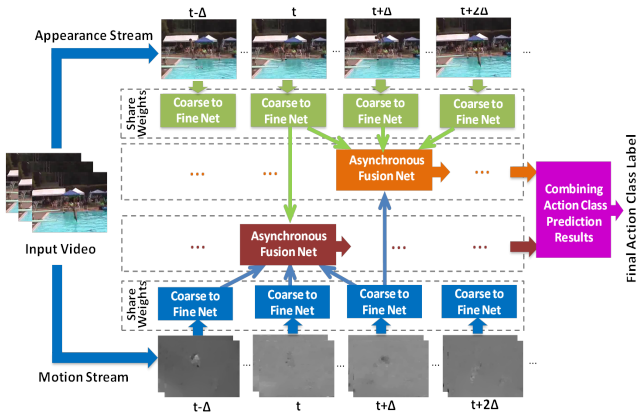 t-Δ t t+Δ t+2Δ
Appearance Stream
... ... ... ...
Share Weights
Coarse to Fine Net
Coarse to Fine Net
Coarse to Fine Net
Coarse to Fine Net
... ... Asynchronous Fusion Net ... ...
Input Video
Combining Action Class Prediction Results
Final Action Class Label
... Asynchronous Fusion Net ... ...
Share Weights
Coarse to Fine Net
Coarse to Fine Net
Coarse to Fine Net
Coarse to Fine Net
... ... ... ...
Motion Stream
t-Δ t t+Δ t+2Δ